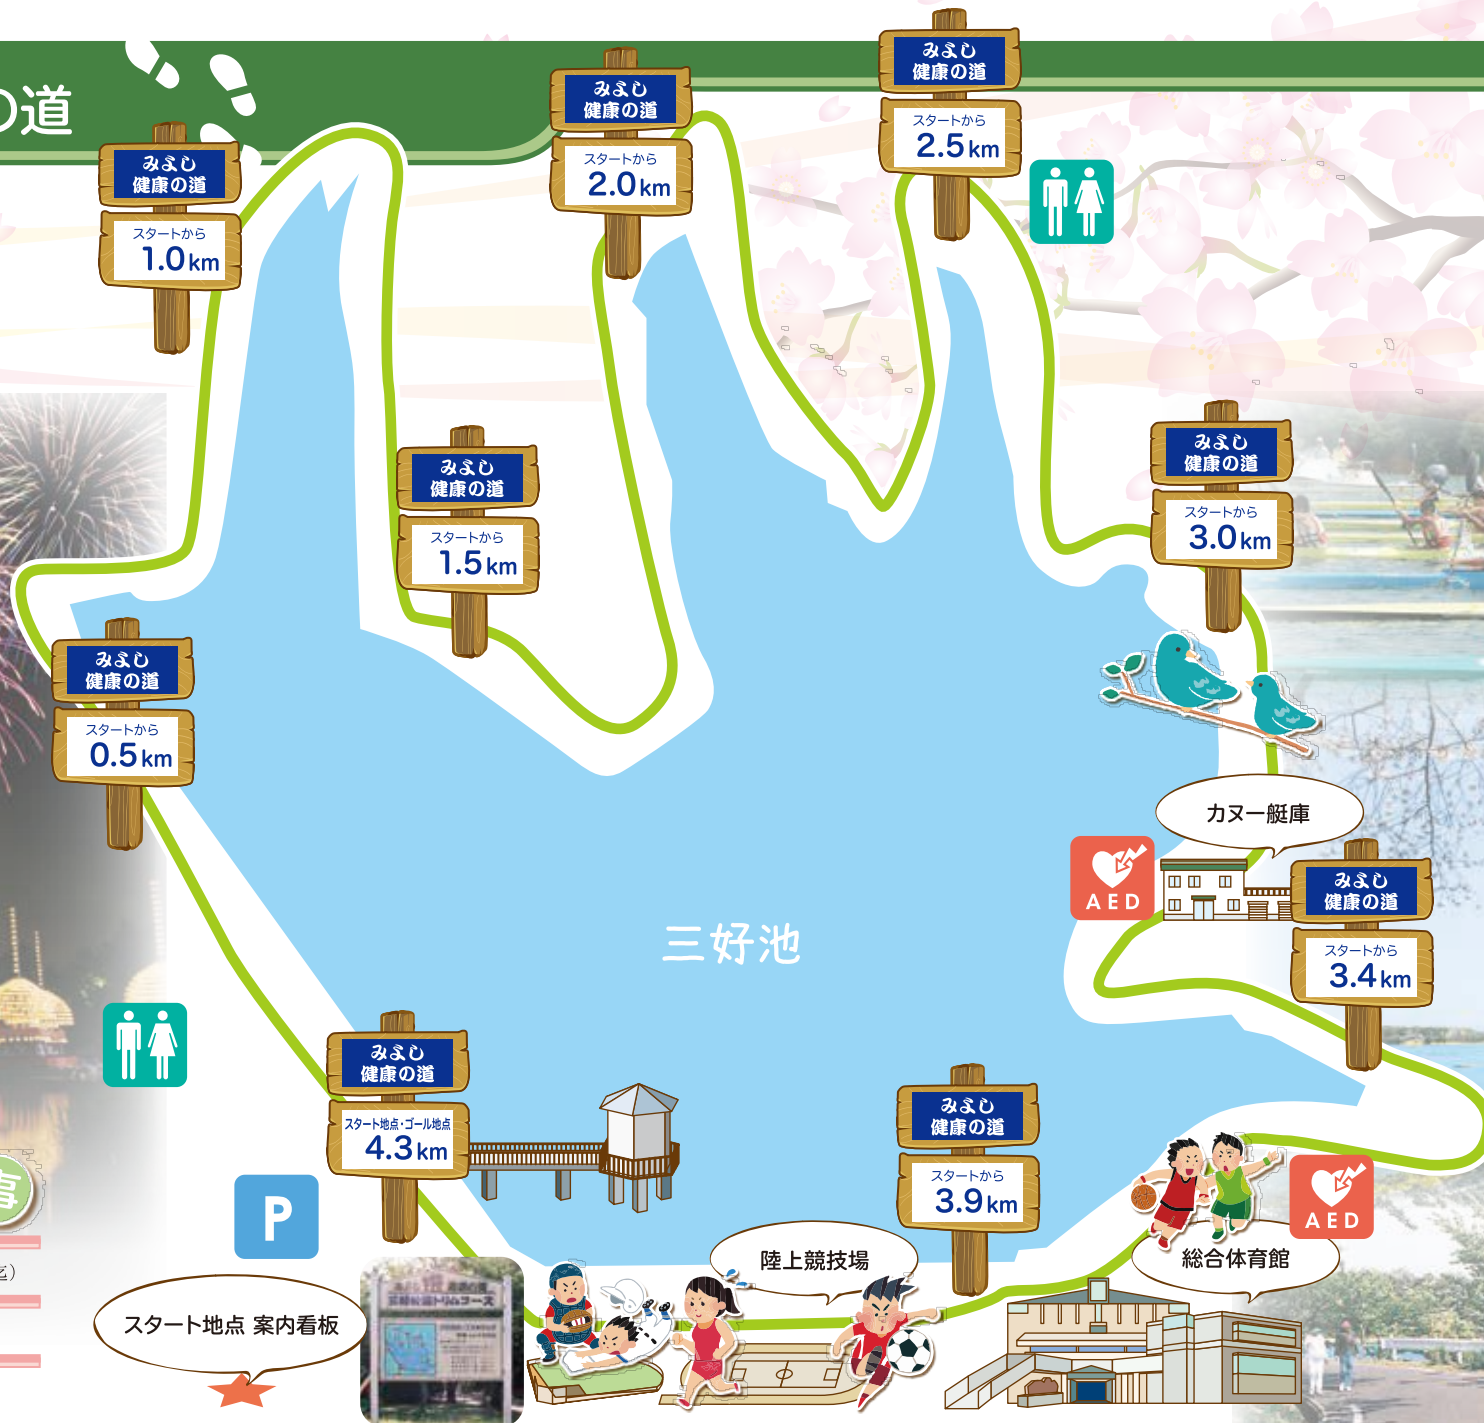 の道
みよし
健康の道
スタートから
1.0km
みよし
健康の道
スタートから
2.0km
みよし
健康の道
スタートから
2.5km
みよし
健康の道
スタートから
1.5km
みよし
健康の道
スタートから
3.0km
みよし
健康の道
スタートから
0.5km
カヌー艇庫
AED
みよし
健康の道
スタートから
3.4km
三好池
みよし
健康の道
スタート地点・ゴール地点
4.3km
みよし
健康の道
スタートから
3.9km
P
AED
陸上競技場
総合体育館
スタート地点 案内看板